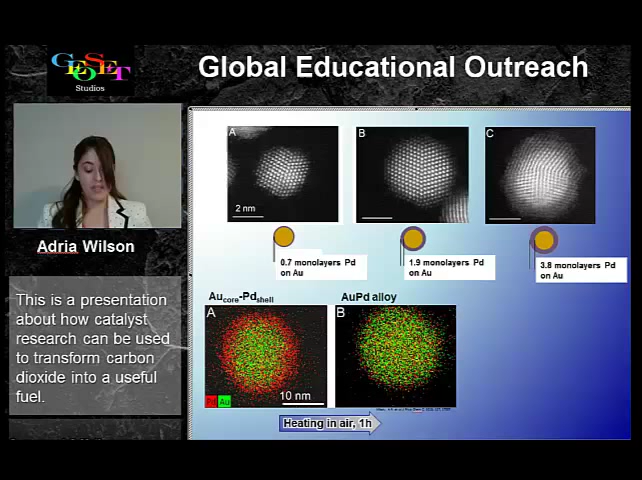 GEOSET
Studios
Global Educational Outreach
Adria Wilson
This is a presentation
about how catalyst
research can be used
to transform carbon
dioxide into a useful
fuel.
A
B
C
2 nm
0.7 monolayers Pd
on Au
1.9 monolayers Pd
on Au
3.8 monolayers Pd
on Au
Aucore-Pdshell
AuPd alloy
A
B
Pd Au
10 nm
Heating in air, 1h